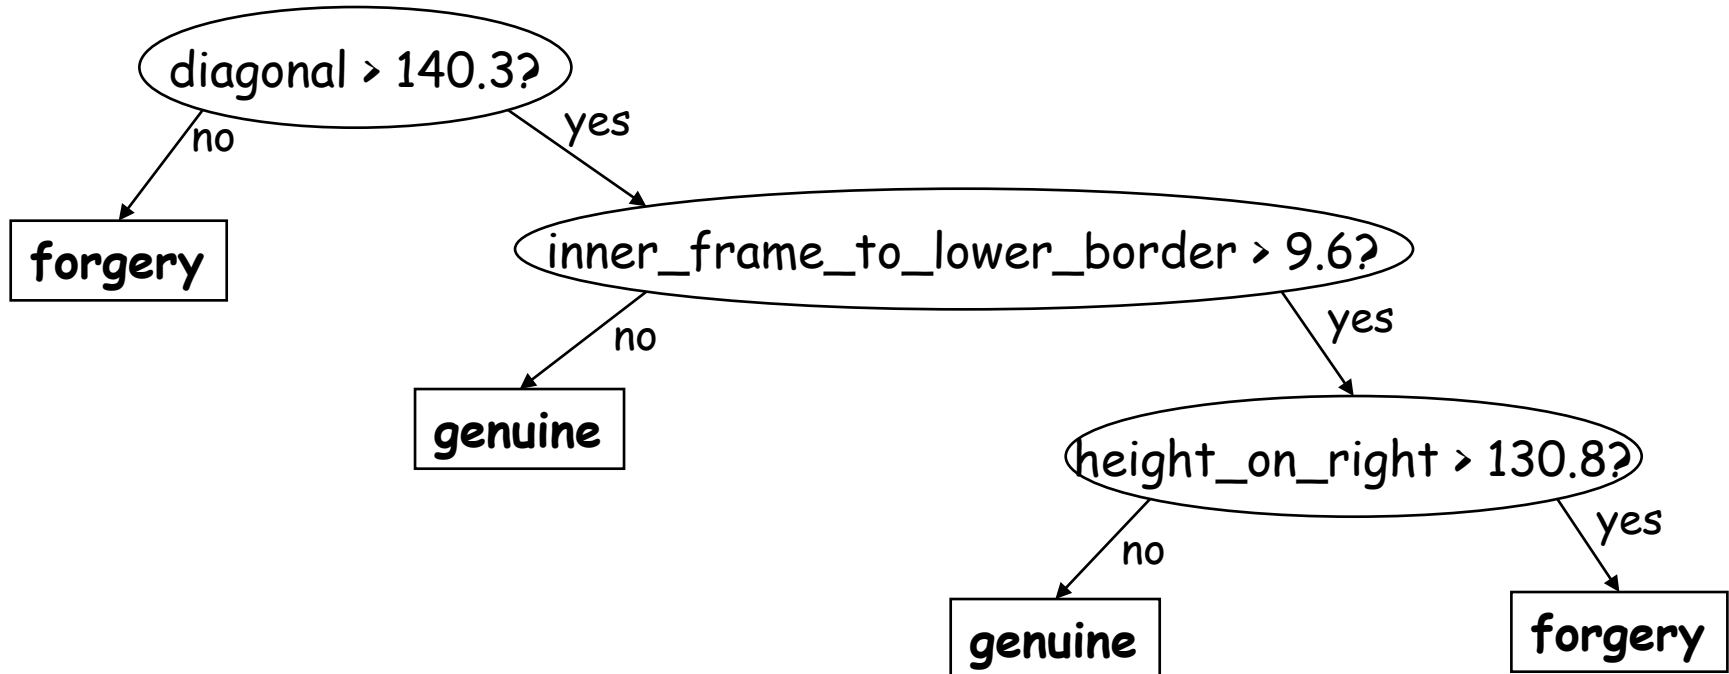 diagonal > 140.3?
no
yes
forgery
inner_frame_to_lower_border > 9.6?
no
yes
genuine
height_on_right > 130.8?
no
yes
genuine
forgery